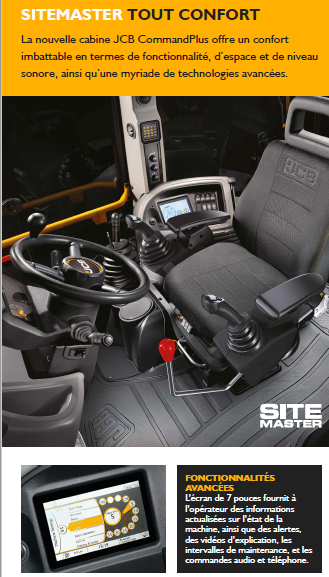 SITEMASTER TOUT CONFORT
La nouvelle cabine JCB CommandPlus offre un confort
imbattable en termes de fonctionnalité, d'espace et de niveau
sonore, ainsi qu'une myriade de technologies avancées.
JCB
JCB
JCB
SITE
MASTER
FONCTIONNALITÉS
AVANCÉES
L'écran de 7 pouces fournit à
l'opérateur des informations
actualisées sur l'état de la
machine, ainsi que des alertes,
des vidéos d'explication, les
intervalles de maintenance, et les
commandes audio et téléphone.